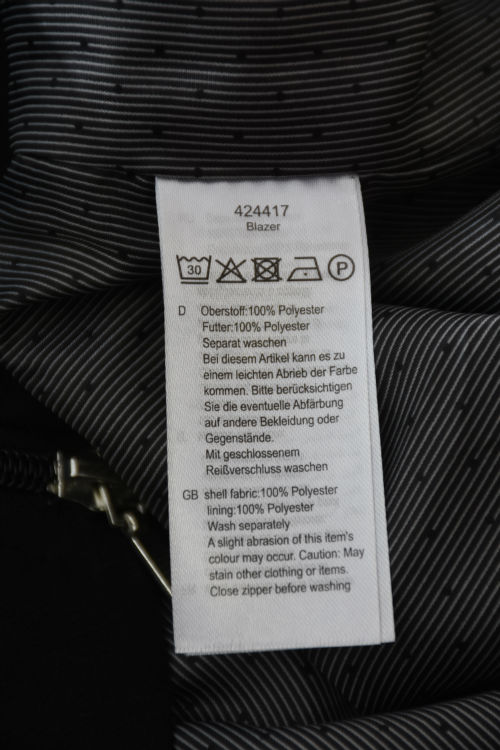 424417
Blazer
30
P
D Oberstoff:100% Polyester
Futter:100% Polyester
Separat waschen
Bei diesem Artikel kann es zu
einem leichten Abrieb der Farbe
kommen. Bitte berücksichtigen
Sie die eventuelle Abfärbung
auf andere Bekleidung oder
Gegenstände.
Mit geschlossenem
Reißverschluss waschen
GB shell fabric:100% Polyester
lining:100% Polyester
Wash separately
A slight abrasion of this item's
colour may occur. Caution: May
stain other clothing or items.
Close zipper before washing